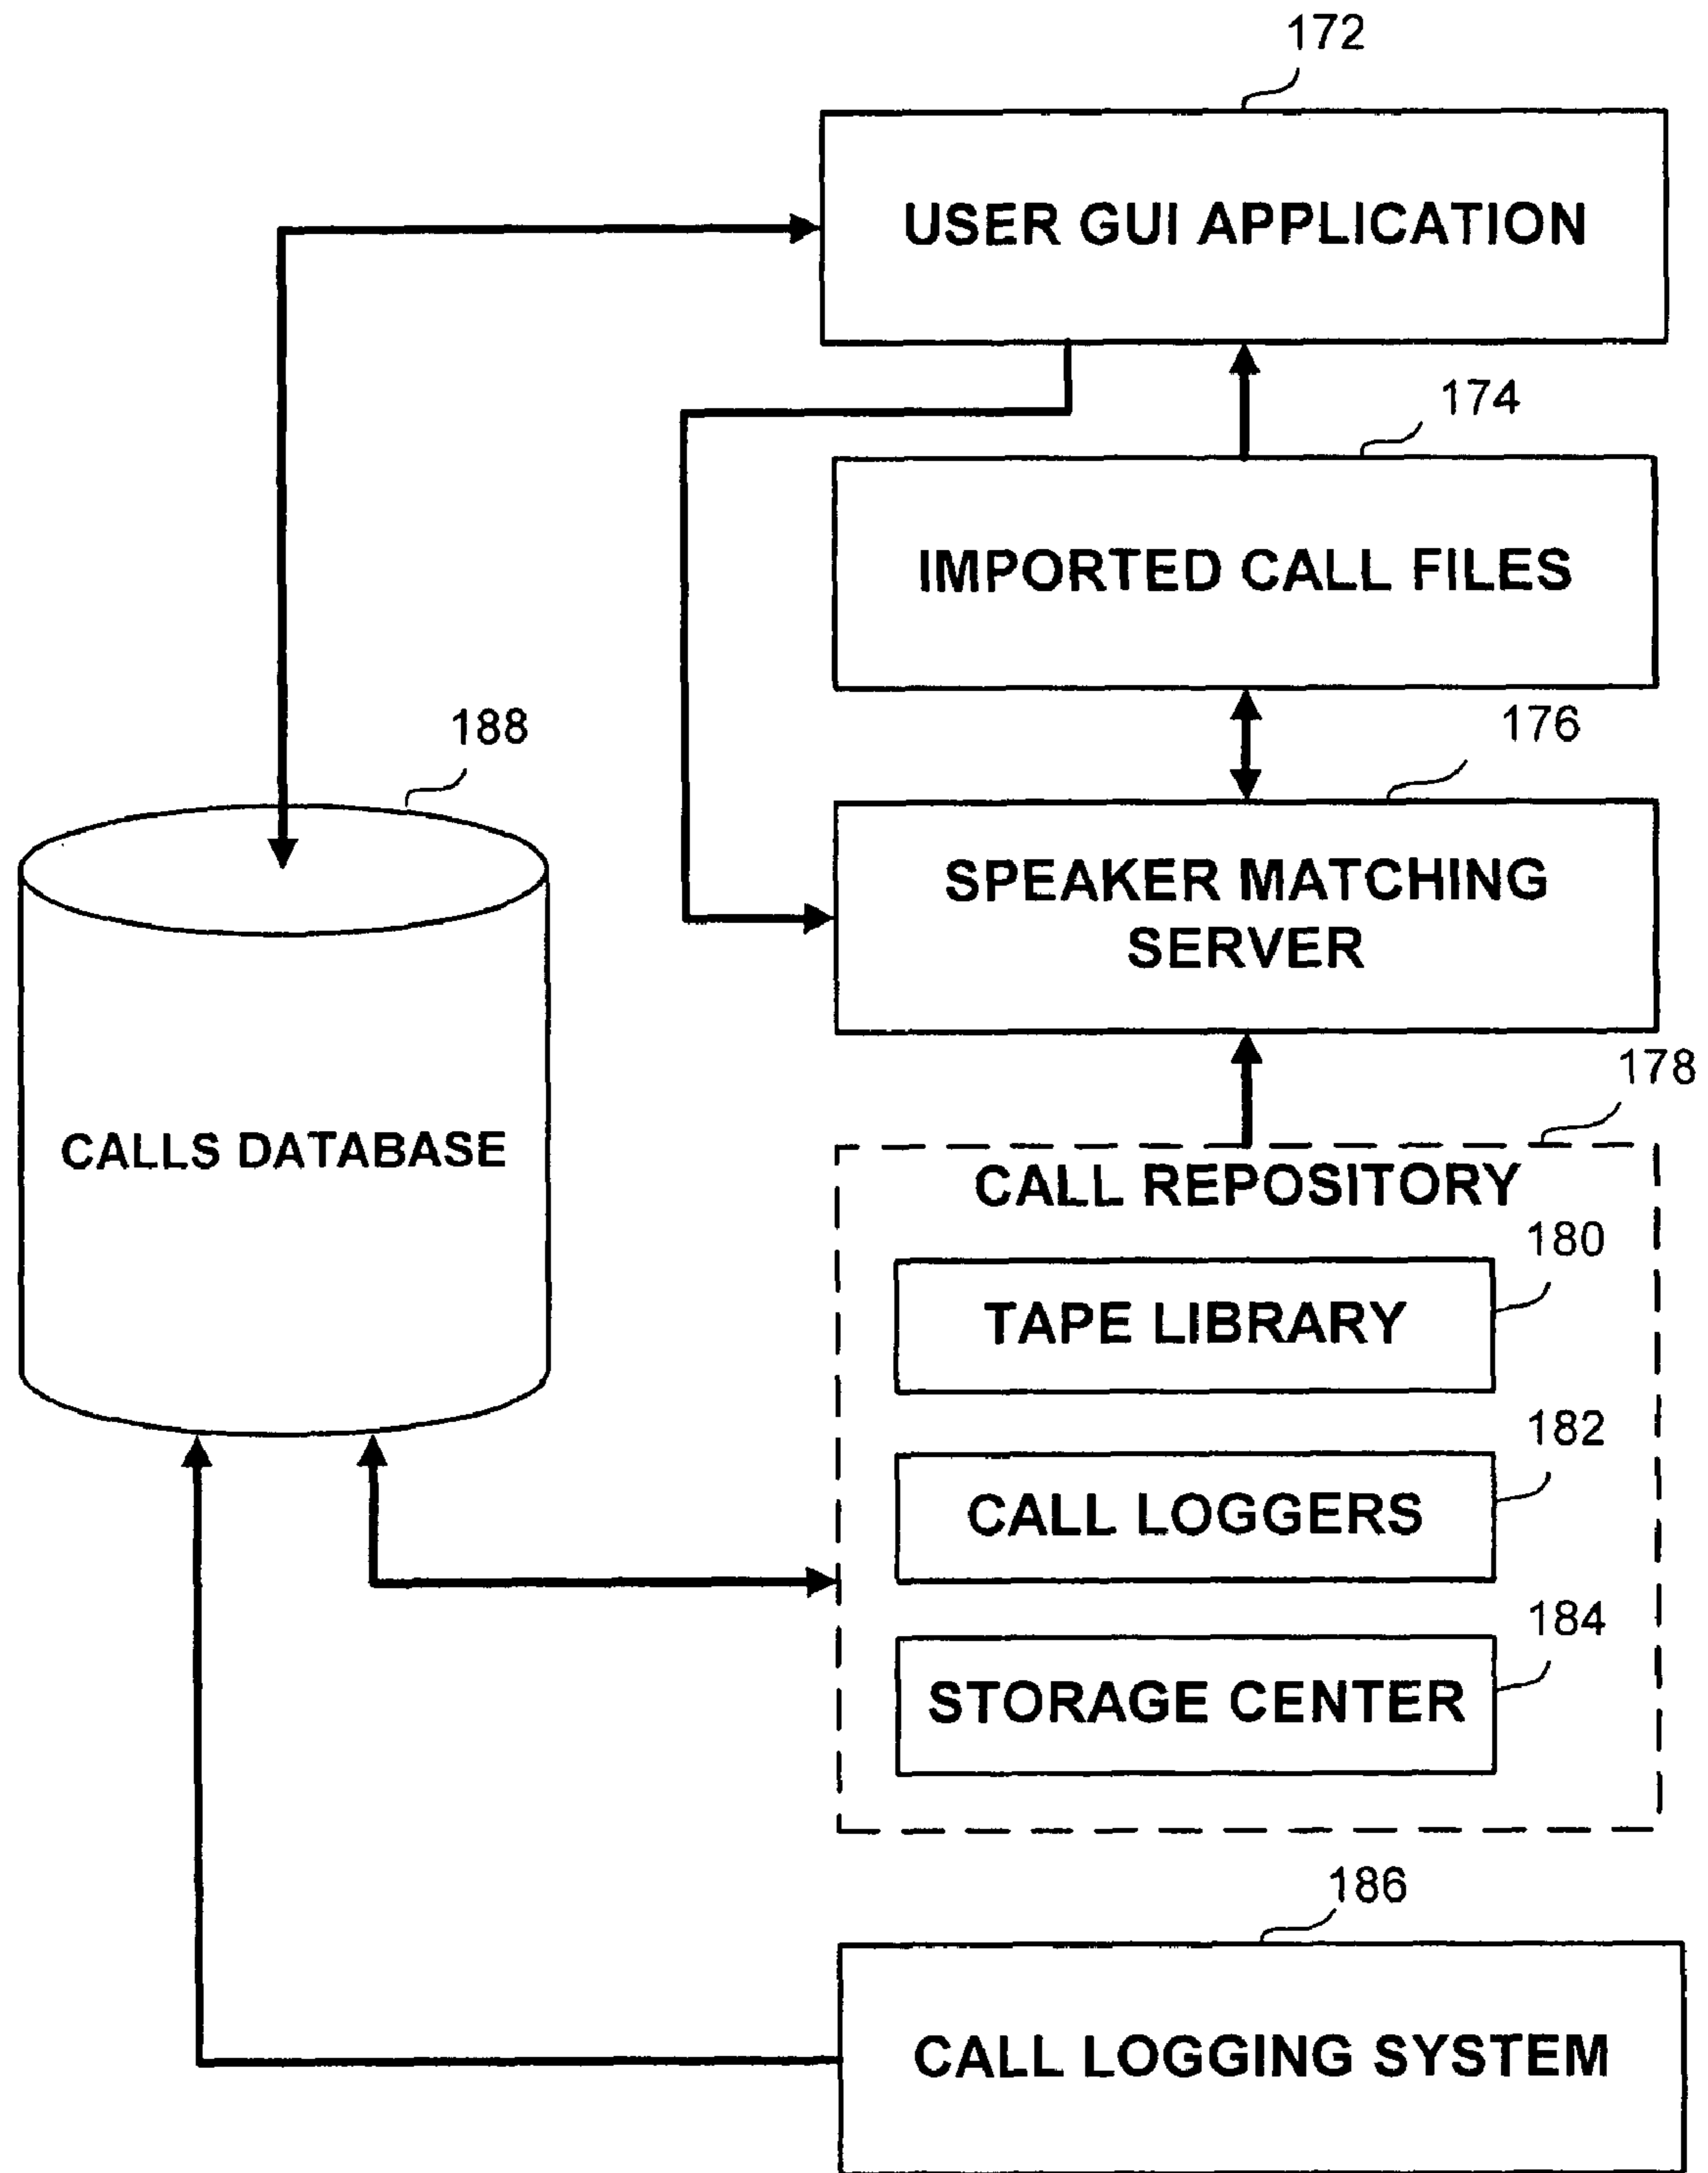 172
USER GUI APPLICATION
174
IMPORTED CALL FILES
188
176
SPEAKER MATCHING
SERVER
178
CALLS DATABASE
CALL REPOSITORY
180
TAPE LIBRARY
182
CALL LOGGERS
184
STORAGE CENTER
186
CALL LOGGING SYSTEM